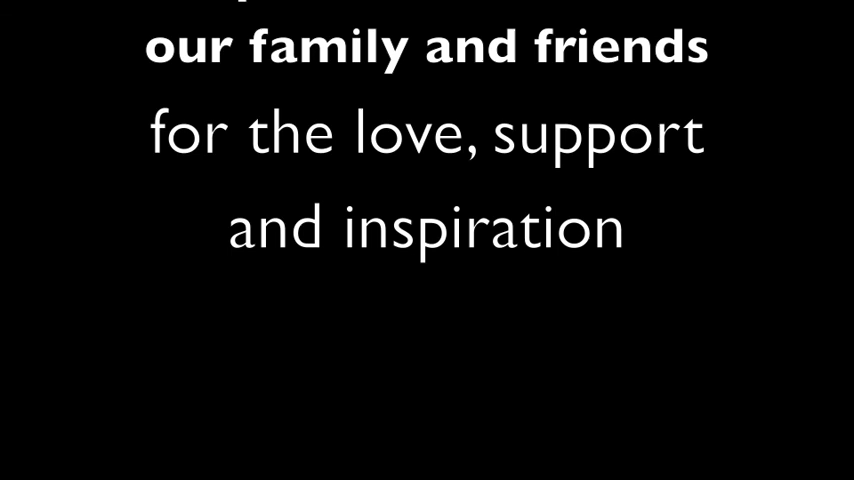 our family and friends
for the love, support
and inspiration